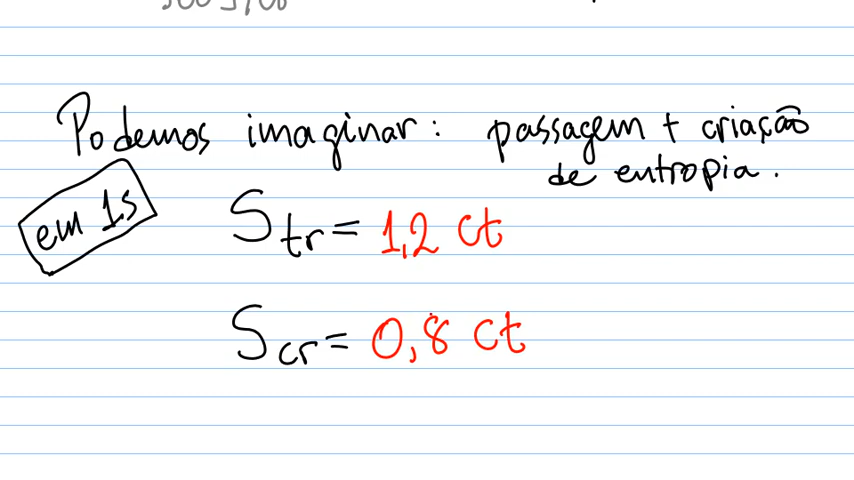 Podemos imaginar: passagem + criação
de entropia.
em 1s
Str = 1,2 ct
Scr = 0,8 ct